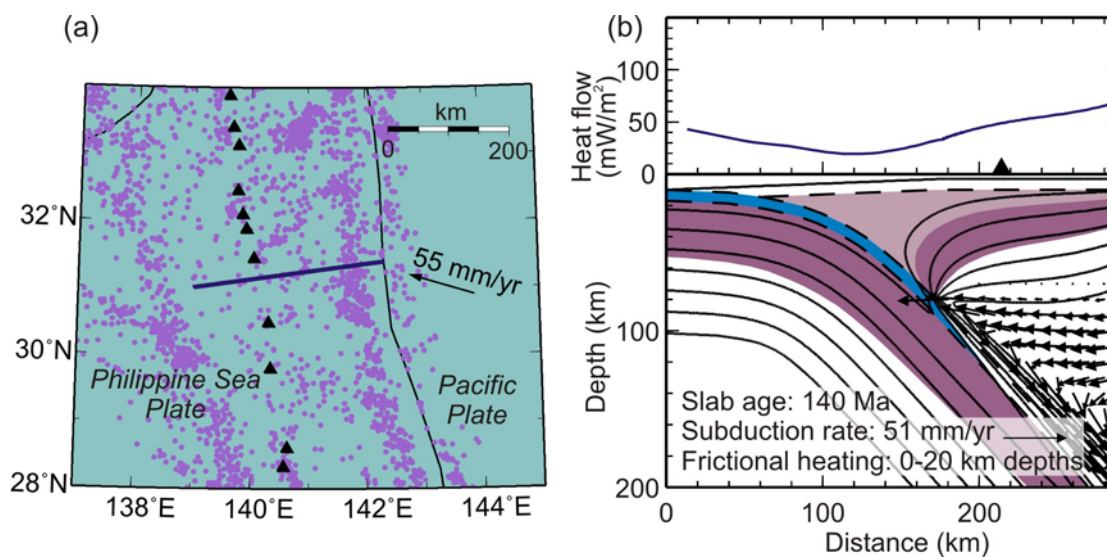 (a)
km
0
200
32°N
30°N
28°N
138°E
140°E
142°E
144°E
55 mm/yr
Philippine Sea
Plate
Pacific
Plate
(b)
Heat flow
(mW/m²)
100
50
0
Depth (km)
100
200
Slab age: 140 Ma
Subduction rate: 51 mm/yr
Frictional heating: 0-20 km depths
0
100
200
Distance (km)